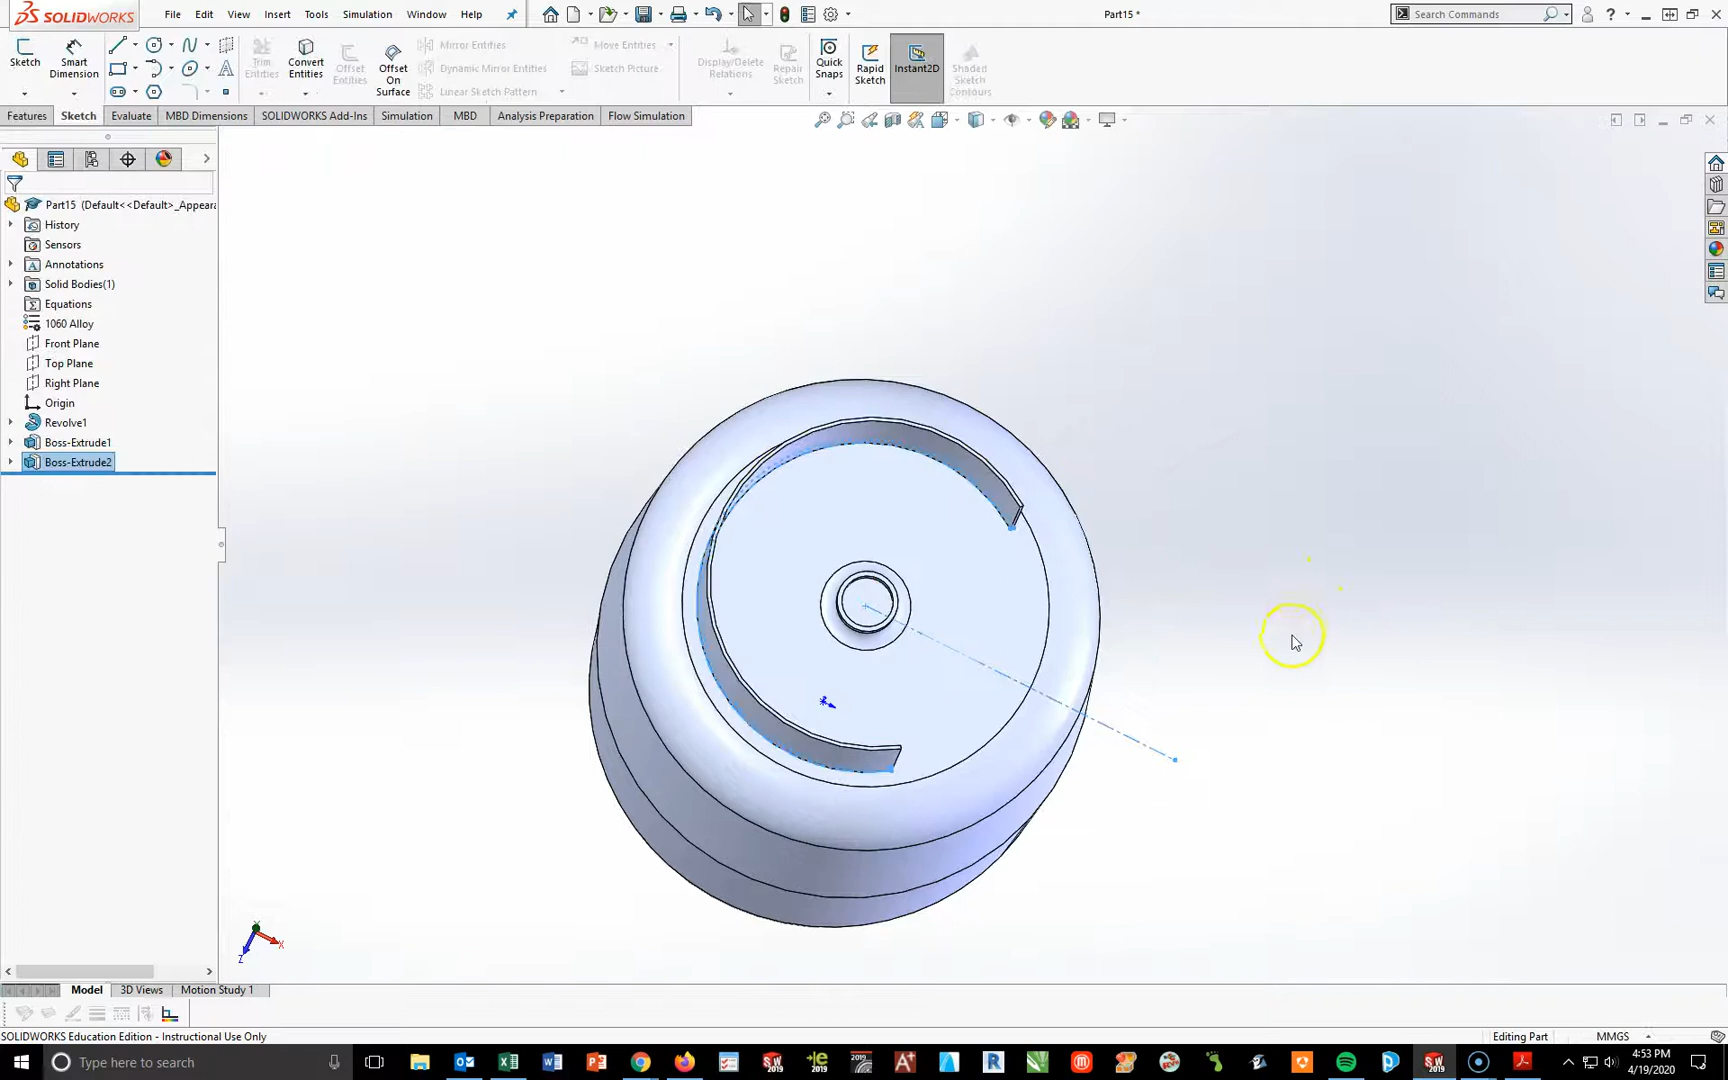 SOLIDWORKS File Edit View Insert Tools Simulation Window Help Part15 * Search Commands
Sketch Smart Dimension Trim Entities Convert Entities Offset Entities Offset On Surface Mirror Entities Dynamic Mirror Entities Linear Sketch Pattern Move Entities Sketch Picture Display/Delete Relations Repair Sketch Quick Snaps Rapid Sketch Instant2D Shaded Sketch Contours
Features Sketch Evaluate MBD Dimensions SOLIDWORKS Add-Ins Simulation MBD Analysis Preparation Flow Simulation
Part15 (Default<<Default>_Appeara
History
Sensors
Annotations
Solid Bodies(1)
Equations
1060 Alloy
Front Plane
Top Plane
Right Plane
Origin
Revolve1
Boss-Extrude1
Boss-Extrude2
Y
X
Z
Model 3D Views Motion Study 1
SOLIDWORKS Education Edition - Instructional Use Only Editing Part MMGS
Type here to search
4:53 PM
4/19/2020